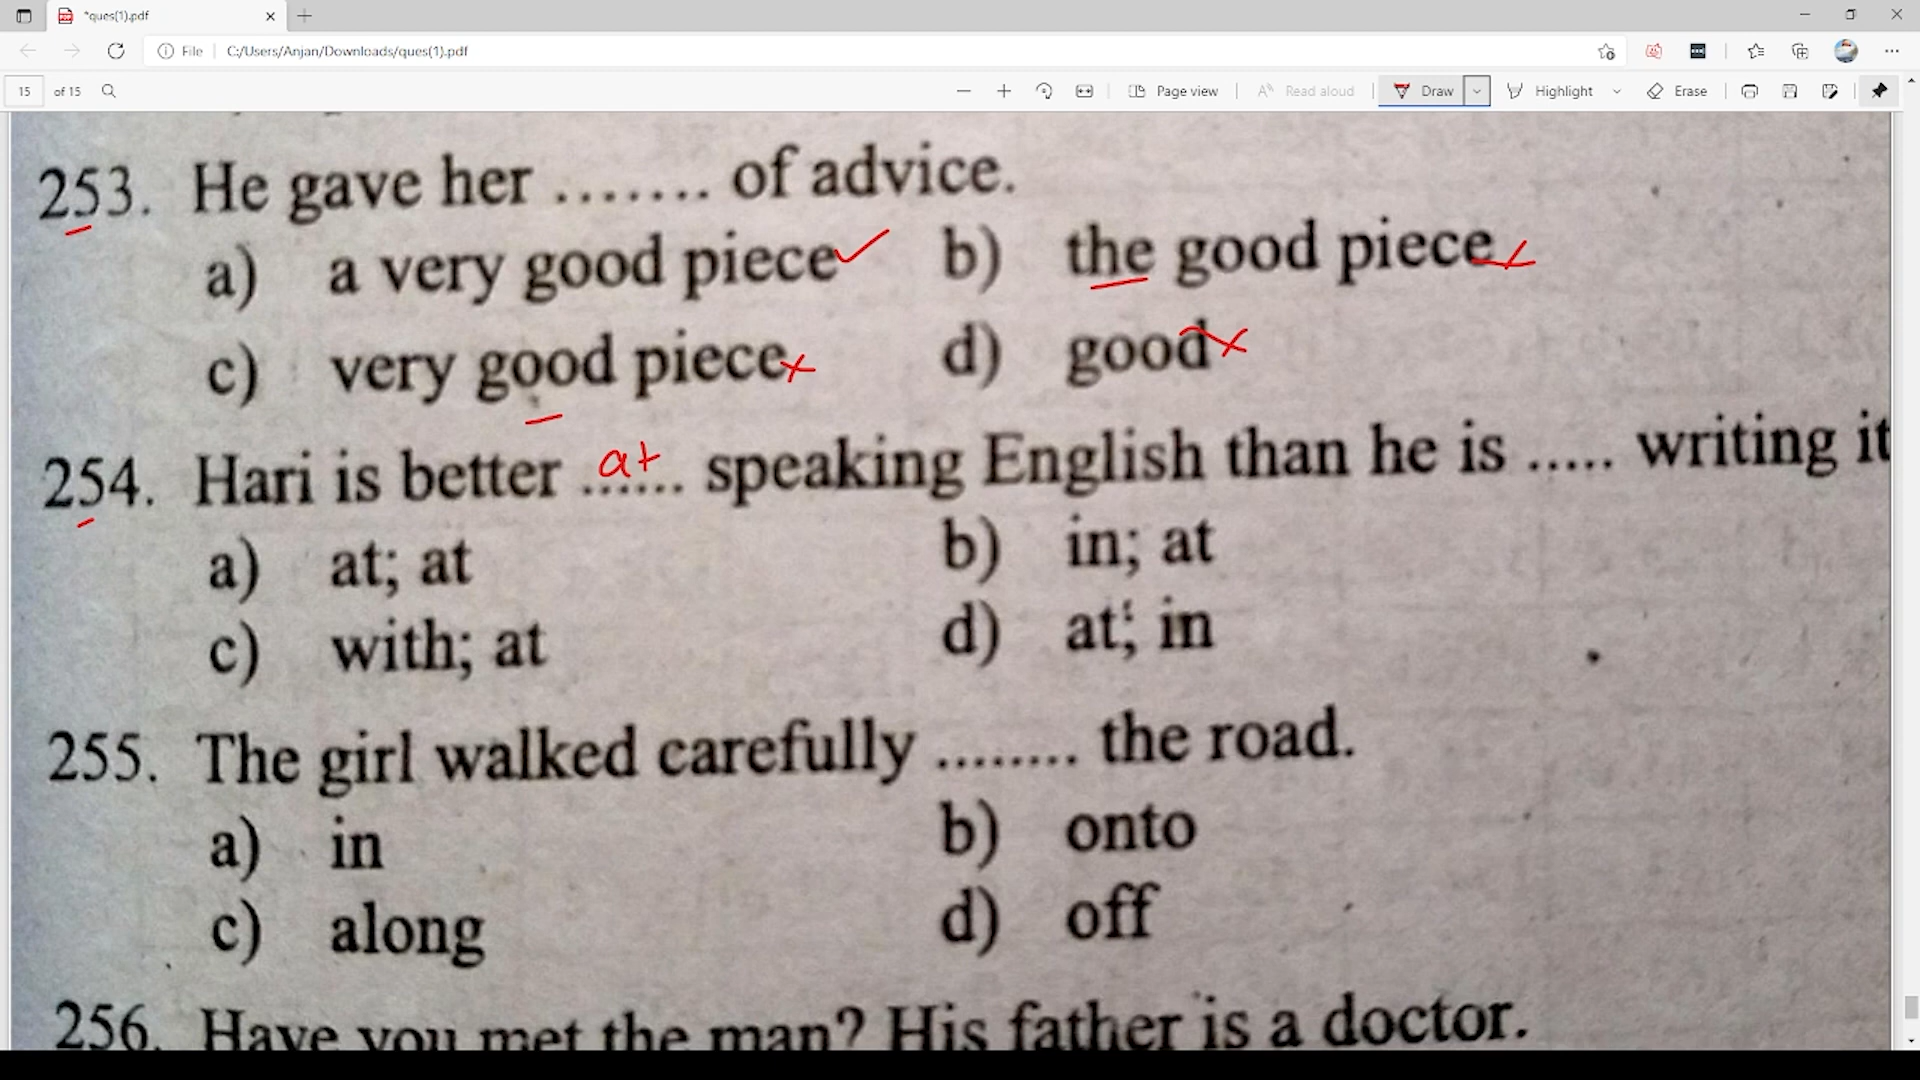 *ques(1).pdf
File C:/Users/Anjan/Downloads/ques(1).pdf
15 of 15 Page view Read aloud Draw Highlight Erase
253. He gave her ....... of advice.
a) a very good piece b) the good piece
c) very good piece d) good
at
254. Hari is better ...... speaking English than he is ..... writing it
a) at; at b) in; at
c) with; at d) at; in
255. The girl walked carefully ........ the road.
a) in b) onto
c) along d) off
256. Have you met the man? His father is a doctor.